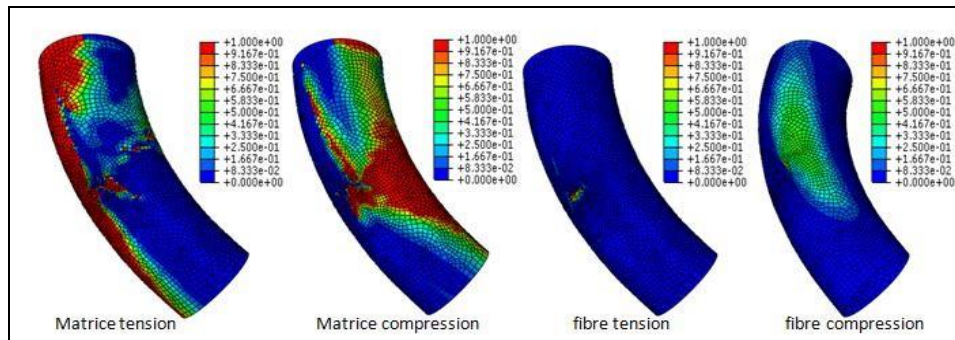 +1.000e+00
+9.167e-01
+8.333e-01
+7.500e-01
+6.667e-01
+5.833e-01
+5.000e-01
+4.167e-01
+3.333e-01
+2.500e-01
+1.667e-01
+8.333e-02
+0.000e+00
+1.000e+00
+9.167e-01
+8.333e-01
+7.500e-01
+6.667e-01
+5.833e-01
+5.000e-01
+4.167e-01
+3.333e-01
+2.500e-01
+1.667e-01
+8.333e-02
+0.000e+00
+1.000e+00
+9.167e-01
+8.333e-01
+7.500e-01
+6.667e-01
+5.833e-01
+5.000e-01
+4.167e-01
+3.333e-01
+2.500e-01
+1.667e-01
+8.333e-02
+0.000e+00
+1.000e+00
+9.167e-01
+8.333e-01
+7.500e-01
+6.667e-01
+5.833e-01
+5.000e-01
+4.167e-01
+3.333e-01
+2.500e-01
+1.667e-01
+8.333e-02
+0.000e+00
Matrice tension
Matrice compression
fibre tension
fibre compression